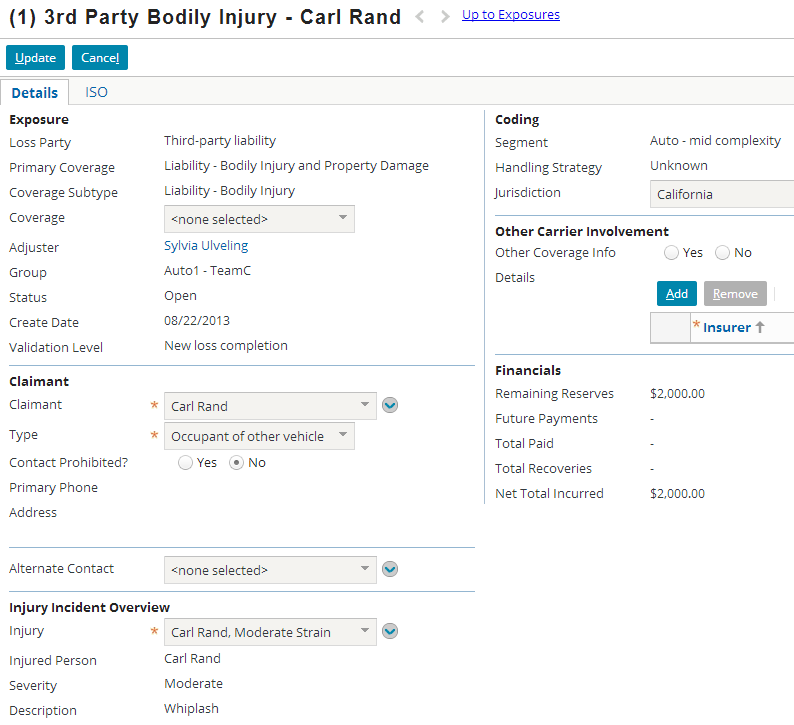 (1) 3rd Party Bodily Injury - Carl Rand < > Up to Exposures
Update Cancel
Details ISO
Exposure
Loss Party Third-party liability
Primary Coverage Liability - Bodily Injury and Property Damage
Coverage Subtype Liability - Bodily Injury
Coverage <none selected>
Adjuster Sylvia Ulveling
Group Auto1 - TeamC
Status Open
Create Date 08/22/2013
Validation Level New loss completion
Claimant
Claimant * Carl Rand
Type * Occupant of other vehicle
Contact Prohibited? Yes No
Primary Phone
Address
Alternate Contact <none selected>
Injury Incident Overview
Injury * Carl Rand, Moderate Strain
Injured Person Carl Rand
Severity Moderate
Description Whiplash
Coding
Segment Auto - mid complexity
Handling Strategy Unknown
Jurisdiction California
Other Carrier Involvement
Other Coverage Info Yes No
Details
Add Remove
* Insurer
Financials
Remaining Reserves $2,000.00
Future Payments -
Total Paid -
Total Recoveries -
Net Total Incurred $2,000.00